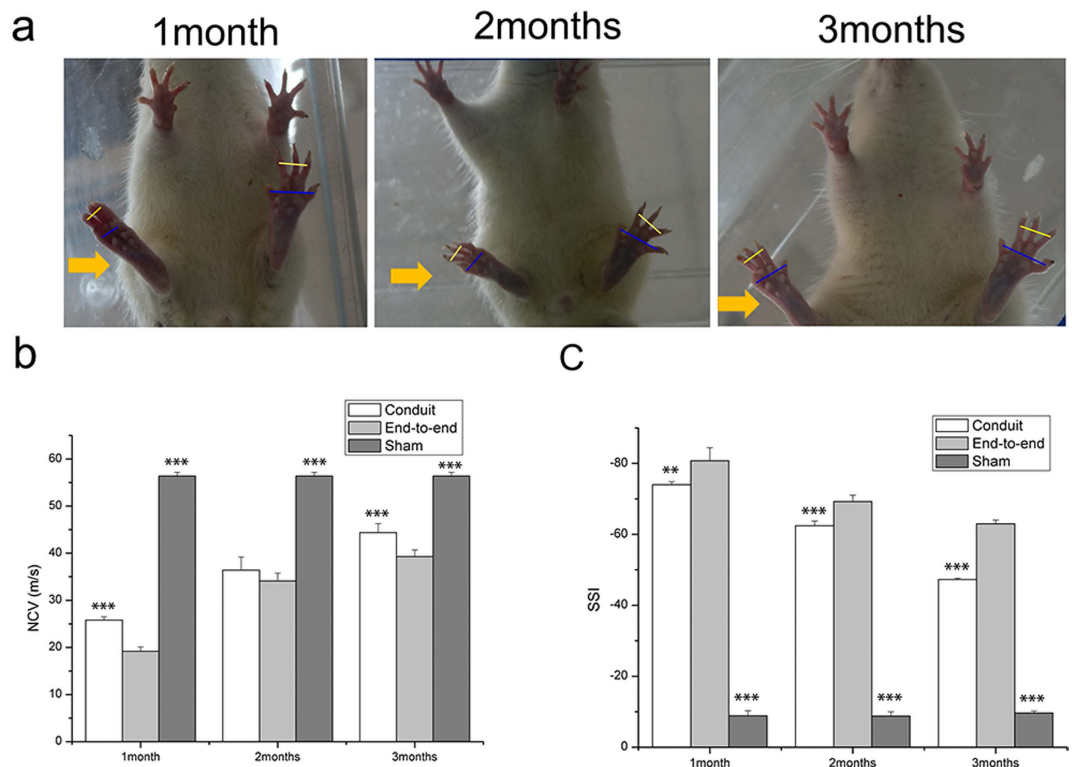 a
1month
2months
3months
b
Conduit
End-to-end
Sham
NCV (m/s)
60
50
40
30
20
10
0
***
***
***
***
***
1month
2months
3months
C
Conduit
End-to-end
Sham
SSI
-80
-60
-40
-20
0
**
***
***
***
***
***
1month
2months
3months